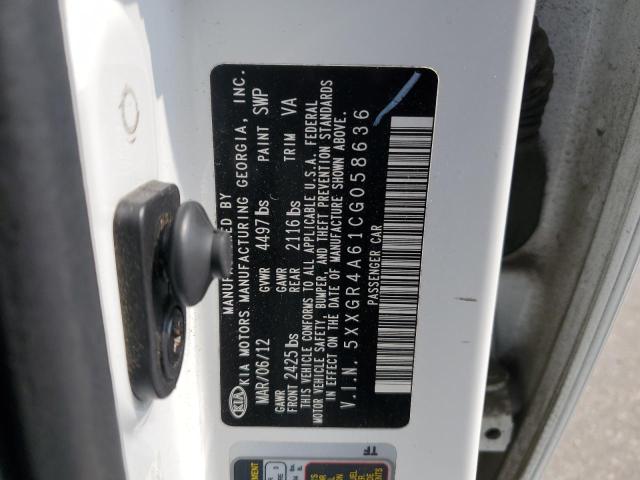 MANUFACTURED BY
KIA KIA MOTORS MANUFACTURING GEORGIA, INC.
MAR/06/12 GVWR 4497lbs PAINT SWP
GAWR FRONT 2425lbs GAWR REAR 2116lbs TRIM VA
THIS VEHICLE CONFORMS TO ALL APPLICABLE U.S.A. FEDERAL
MOTOR VEHICLE SAFETY, BUMPER, AND THEFT PREVENTION STANDARDS
IN EFFECT ON THE DATE OF MANUFACTURE SHOWN ABOVE.
V.I.N. 5XXGR4A61CG058636
PASSENGER CAR
TF